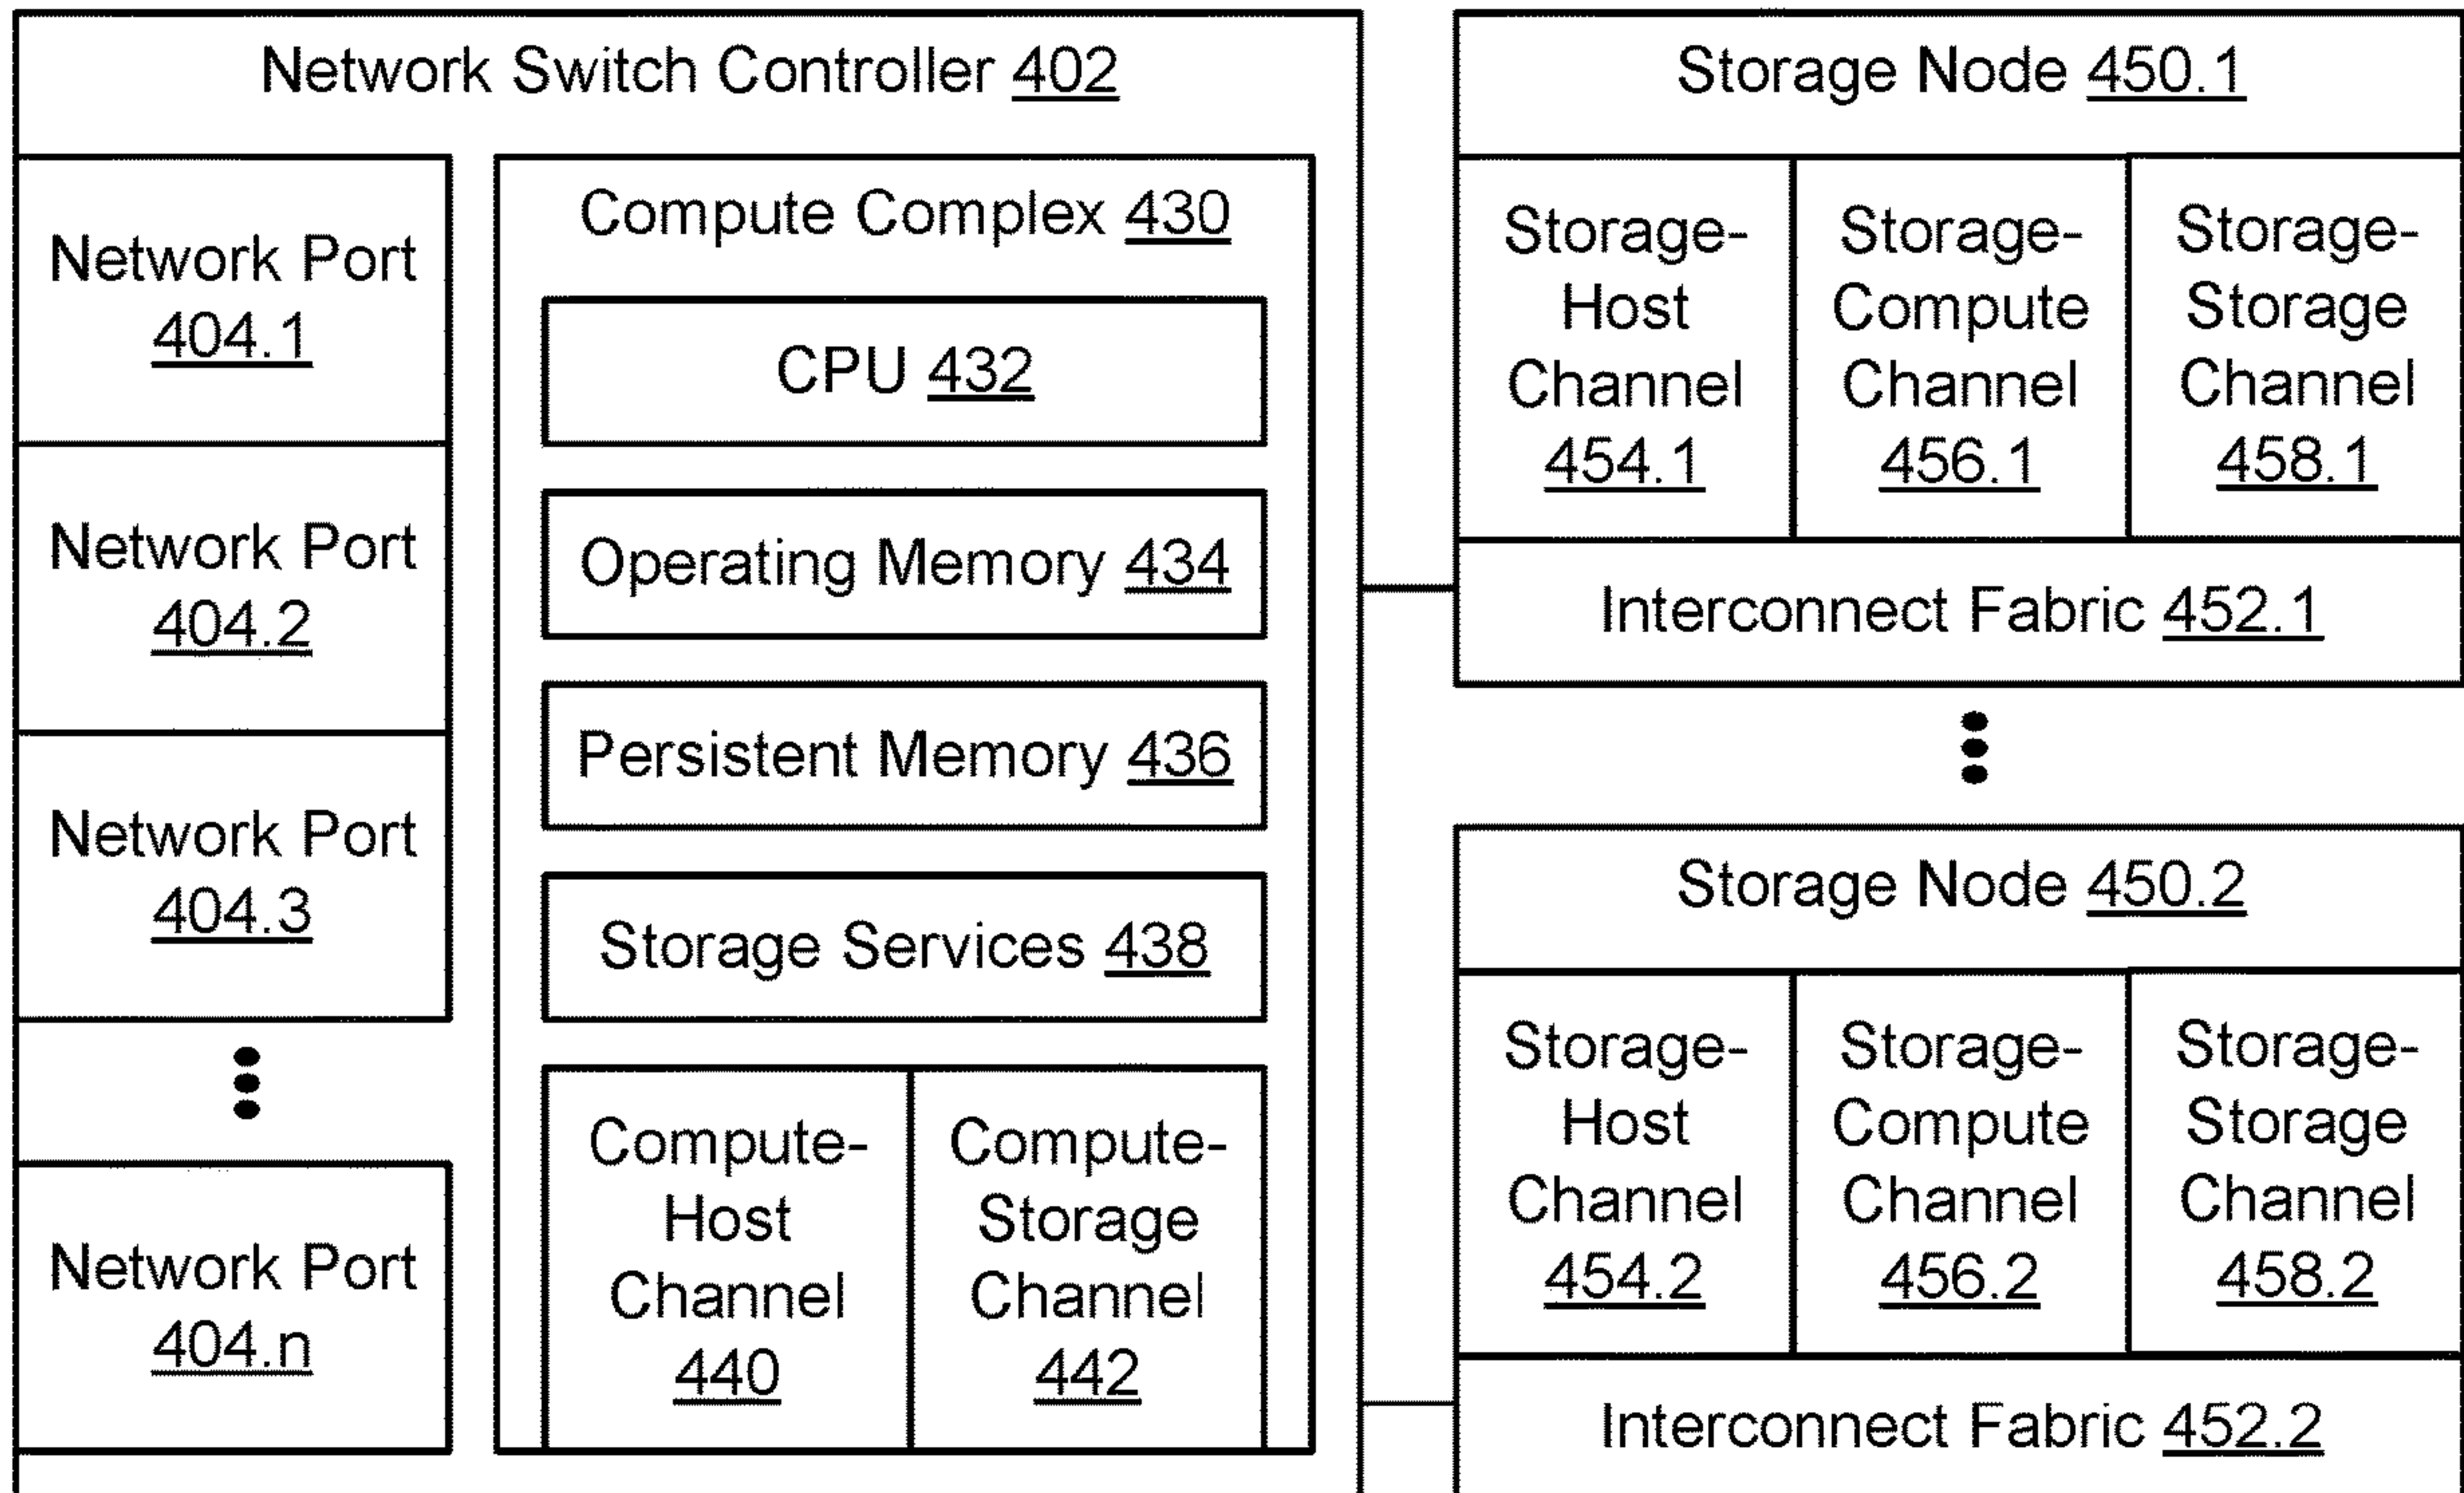 Network Switch Controller 402
Network Port
404.1
Network Port
404.2
Network Port
404.3
Network Port
404.n
Compute Complex 430
CPU 432
Operating Memory 434
Persistent Memory 436
Storage Services 438
Compute-
Host
Channel
440
Compute-
Storage
Channel
442
Storage Node 450.1
Storage-
Host
Channel
454.1
Storage-
Compute
Channel
456.1
Storage-
Storage
Channel
458.1
Interconnect Fabric 452.1
Storage Node 450.2
Storage-
Host
Channel
454.2
Storage-
Compute
Channel
456.2
Storage-
Storage
Channel
458.2
Interconnect Fabric 452.2